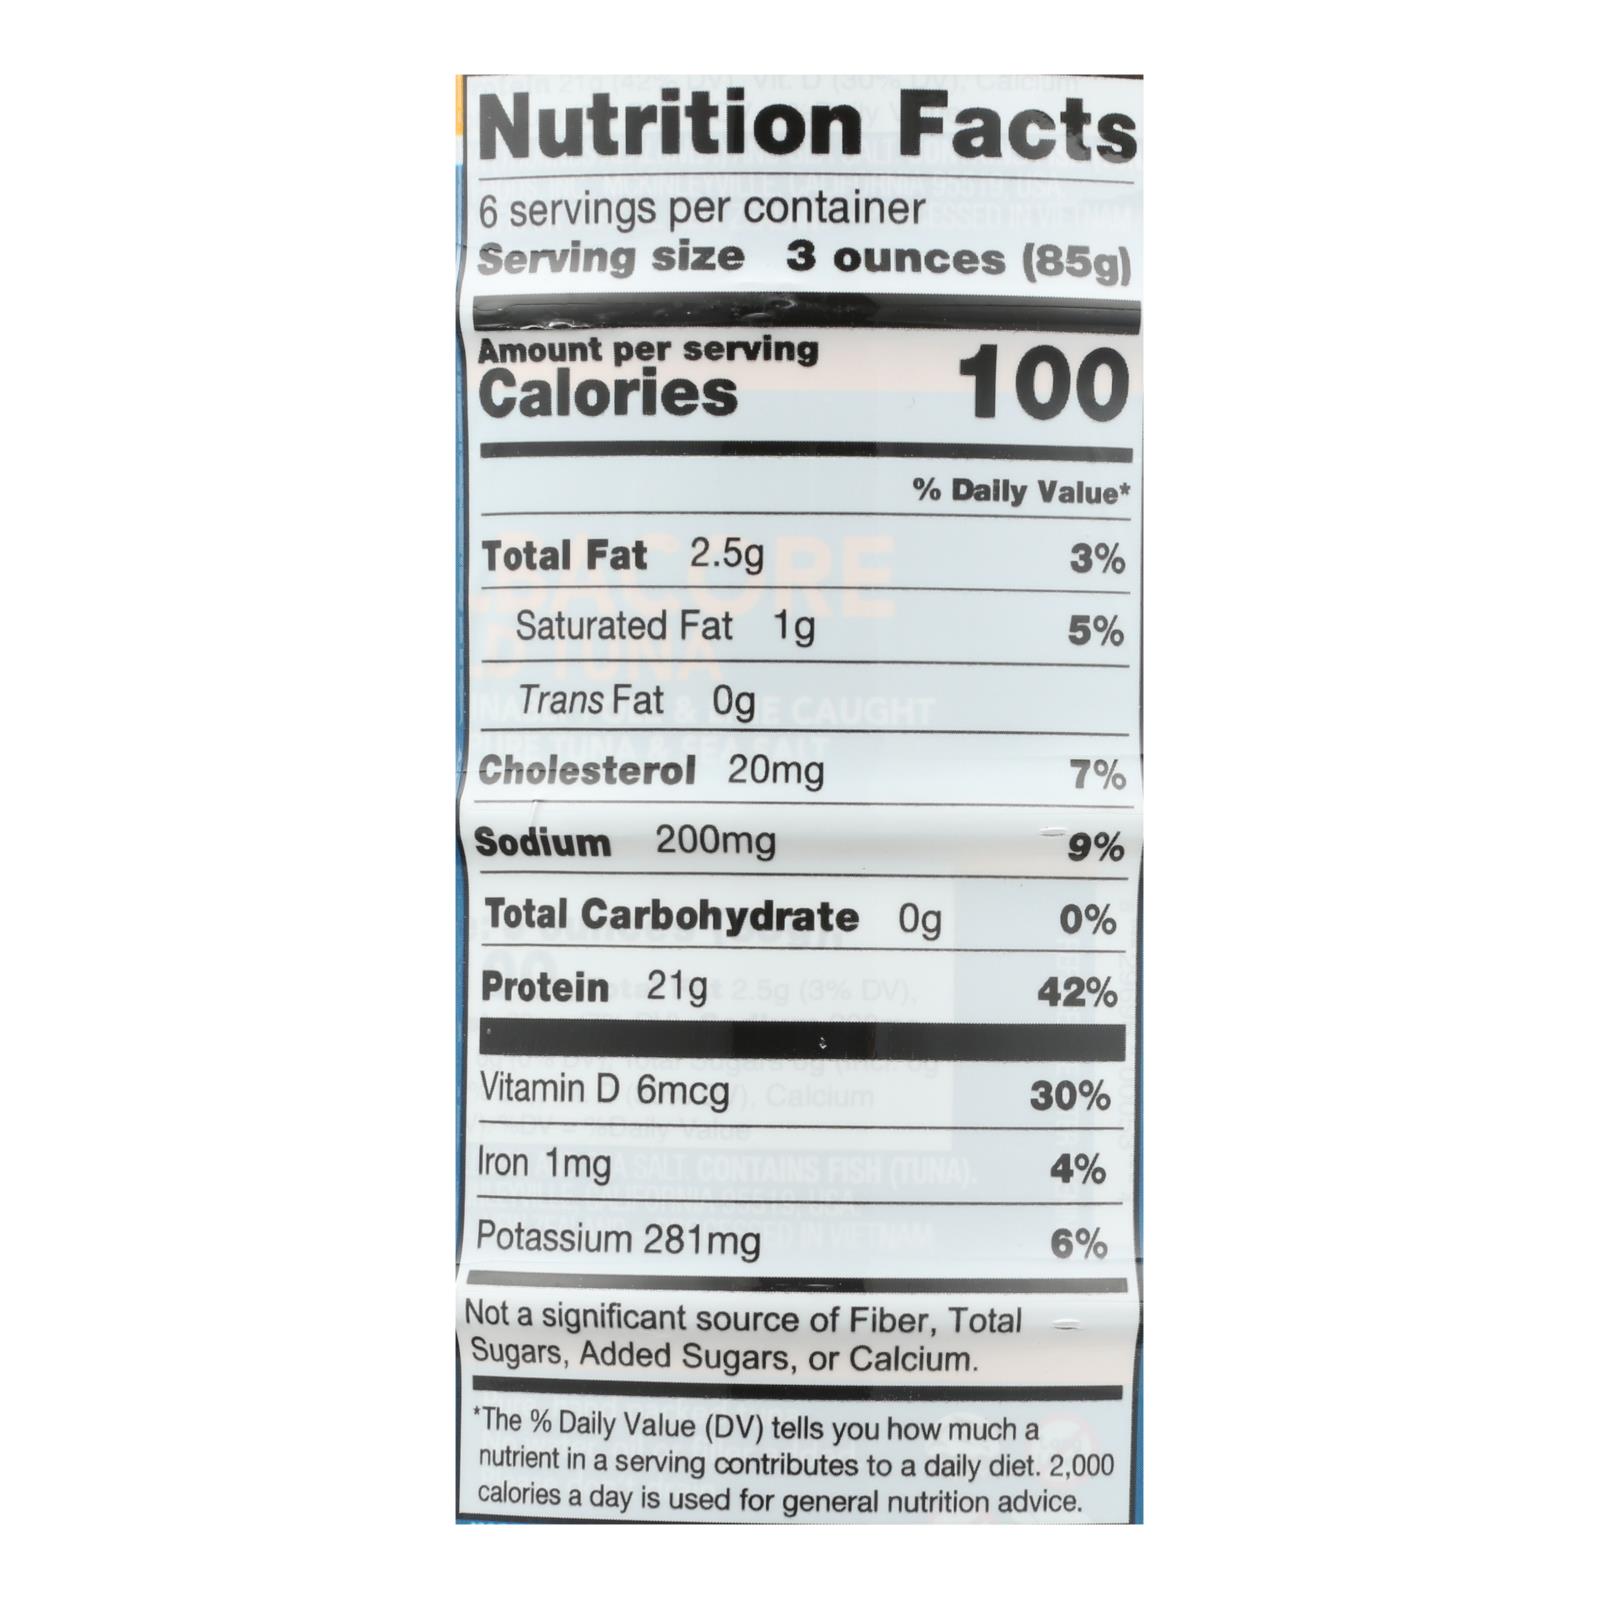 Nutrition Facts
6 servings per container
Serving size 3 ounces (85g)
Amount per serving
Calories 100
% Daily Value*
Total Fat 2.5g 3%
Saturated Fat 1g 5%
Trans Fat 0g
Cholesterol 20mg 7%
Sodium 200mg 9%
Total Carbohydrate 0g 0%
Protein 21g 42%
Vitamin D 6mcg 30%
Iron 1mg 4%
Potassium 281mg 6%
Not a significant source of Fiber, Total
Sugars, Added Sugars, or Calcium.
*The % Daily Value (DV) tells you how much a
nutrient in a serving contributes to a daily diet. 2,000
calories a day is used for general nutrition advice.